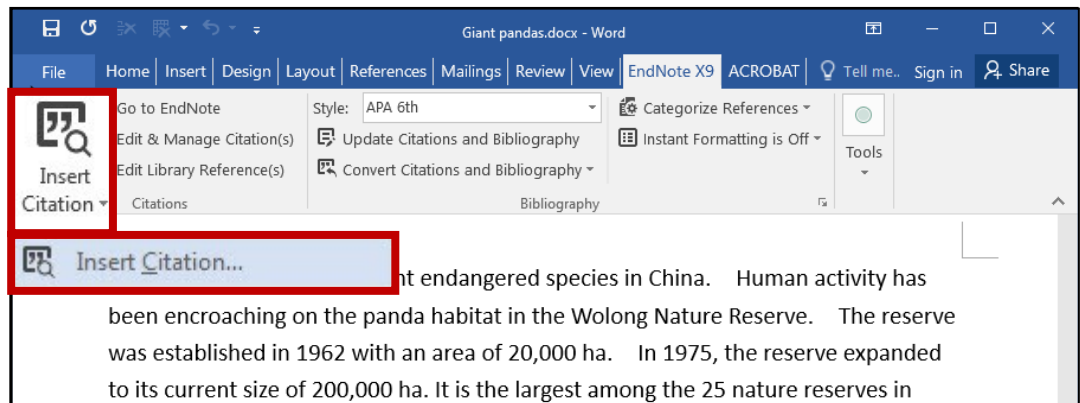 Giant pandas.docx - Word
File Home Insert Design Layout References Mailings Review View EndNote X9 ACROBAT Tell me.. Sign in Share
Insert Citation
Go to EndNote
Edit & Manage Citation(s)
Edit Library Reference(s)
Citations
Style: APA 6th
Update Citations and Bibliography
Convert Citations and Bibliography
Bibliography
Categorize References
Instant Formatting is Off
Tools
Insert Citation...
endangered species in China. Human activity has
been encroaching on the panda habitat in the Wolong Nature Reserve. The reserve
was established in 1962 with an area of 20,000 ha. In 1975, the reserve expanded
to its current size of 200,000 ha. It is the largest among the 25 nature reserves in